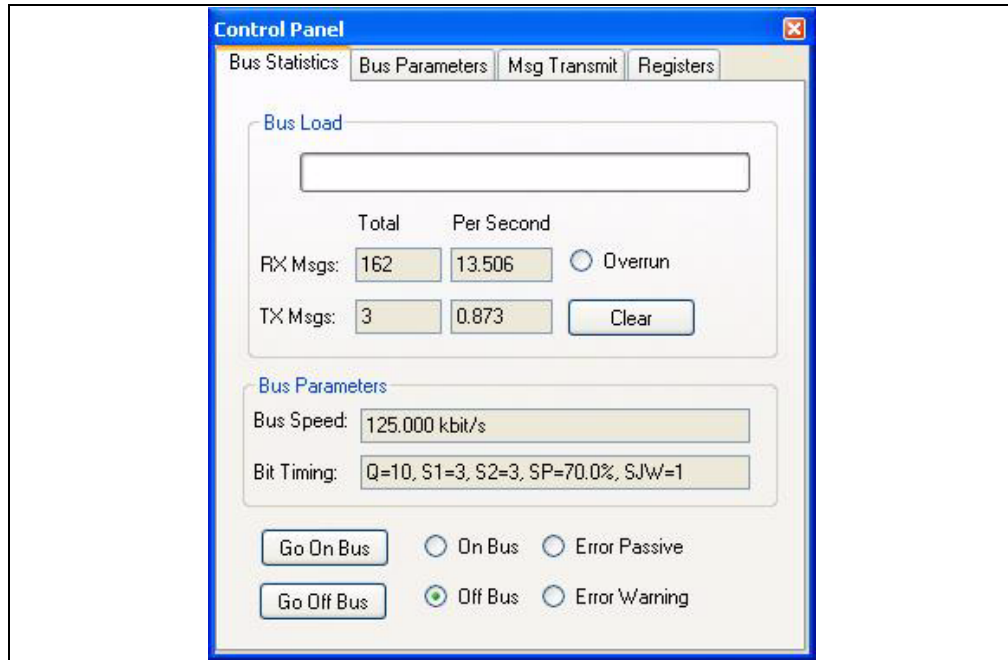 Control Panel
Bus Statistics Bus Parameters Msg Transmit Registers
Bus Load
Total Per Second
RX Msgs: 162 13.506 Overrun
TX Msgs: 3 0.873 Clear
Bus Parameters
Bus Speed: 125.000 kbit/s
Bit Timing: Q=10, S1=3, S2=3, SP=70.0%, SJW=1
Go On Bus On Bus Error Passive
Go Off Bus Off Bus Error Warning